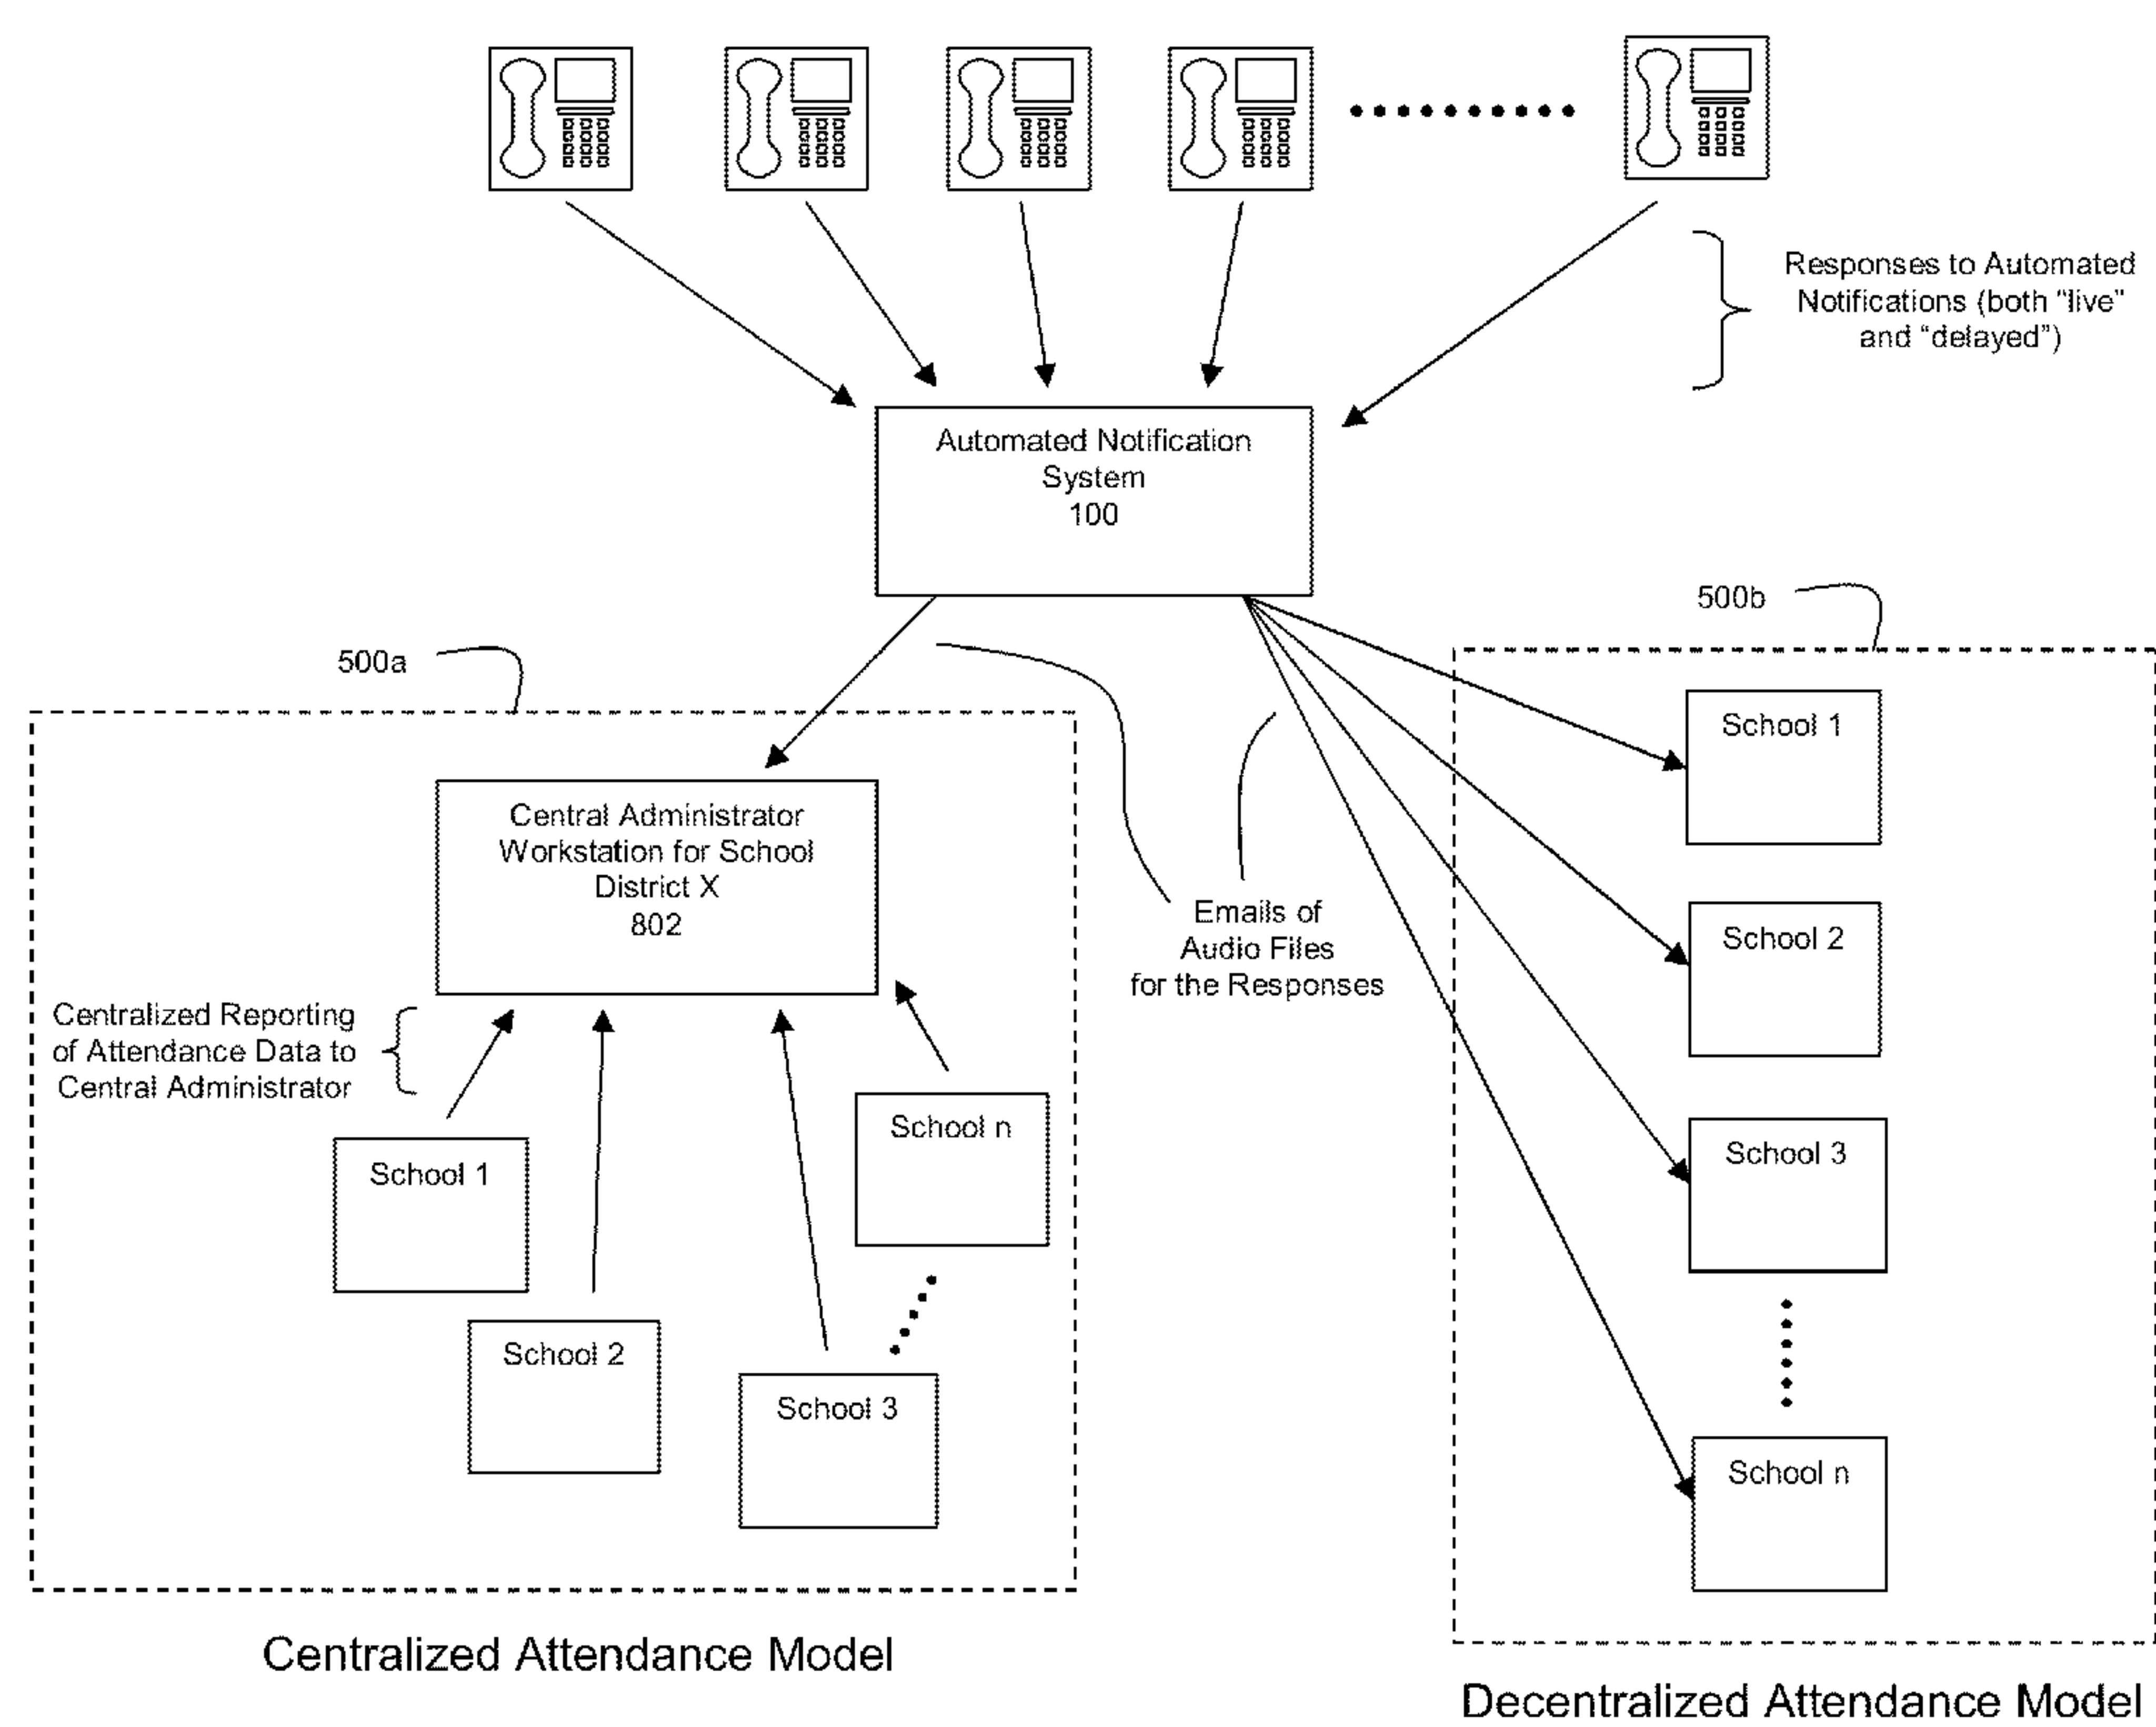 Responses to Automated
Notifications (both "live"
and “delayed”)
Automated Notification
System
100
500b
500a
School 1
Central Administrator
Workstation for School
District X
802
Emails of
Audio Files
for the Responses
School 2
Centralized Reporting
of Attendance Data to
Central Administrator
School n
School 1
School 3
School 2
School 3
School n
Centralized Attendance Model
Decentralized Attendance Model